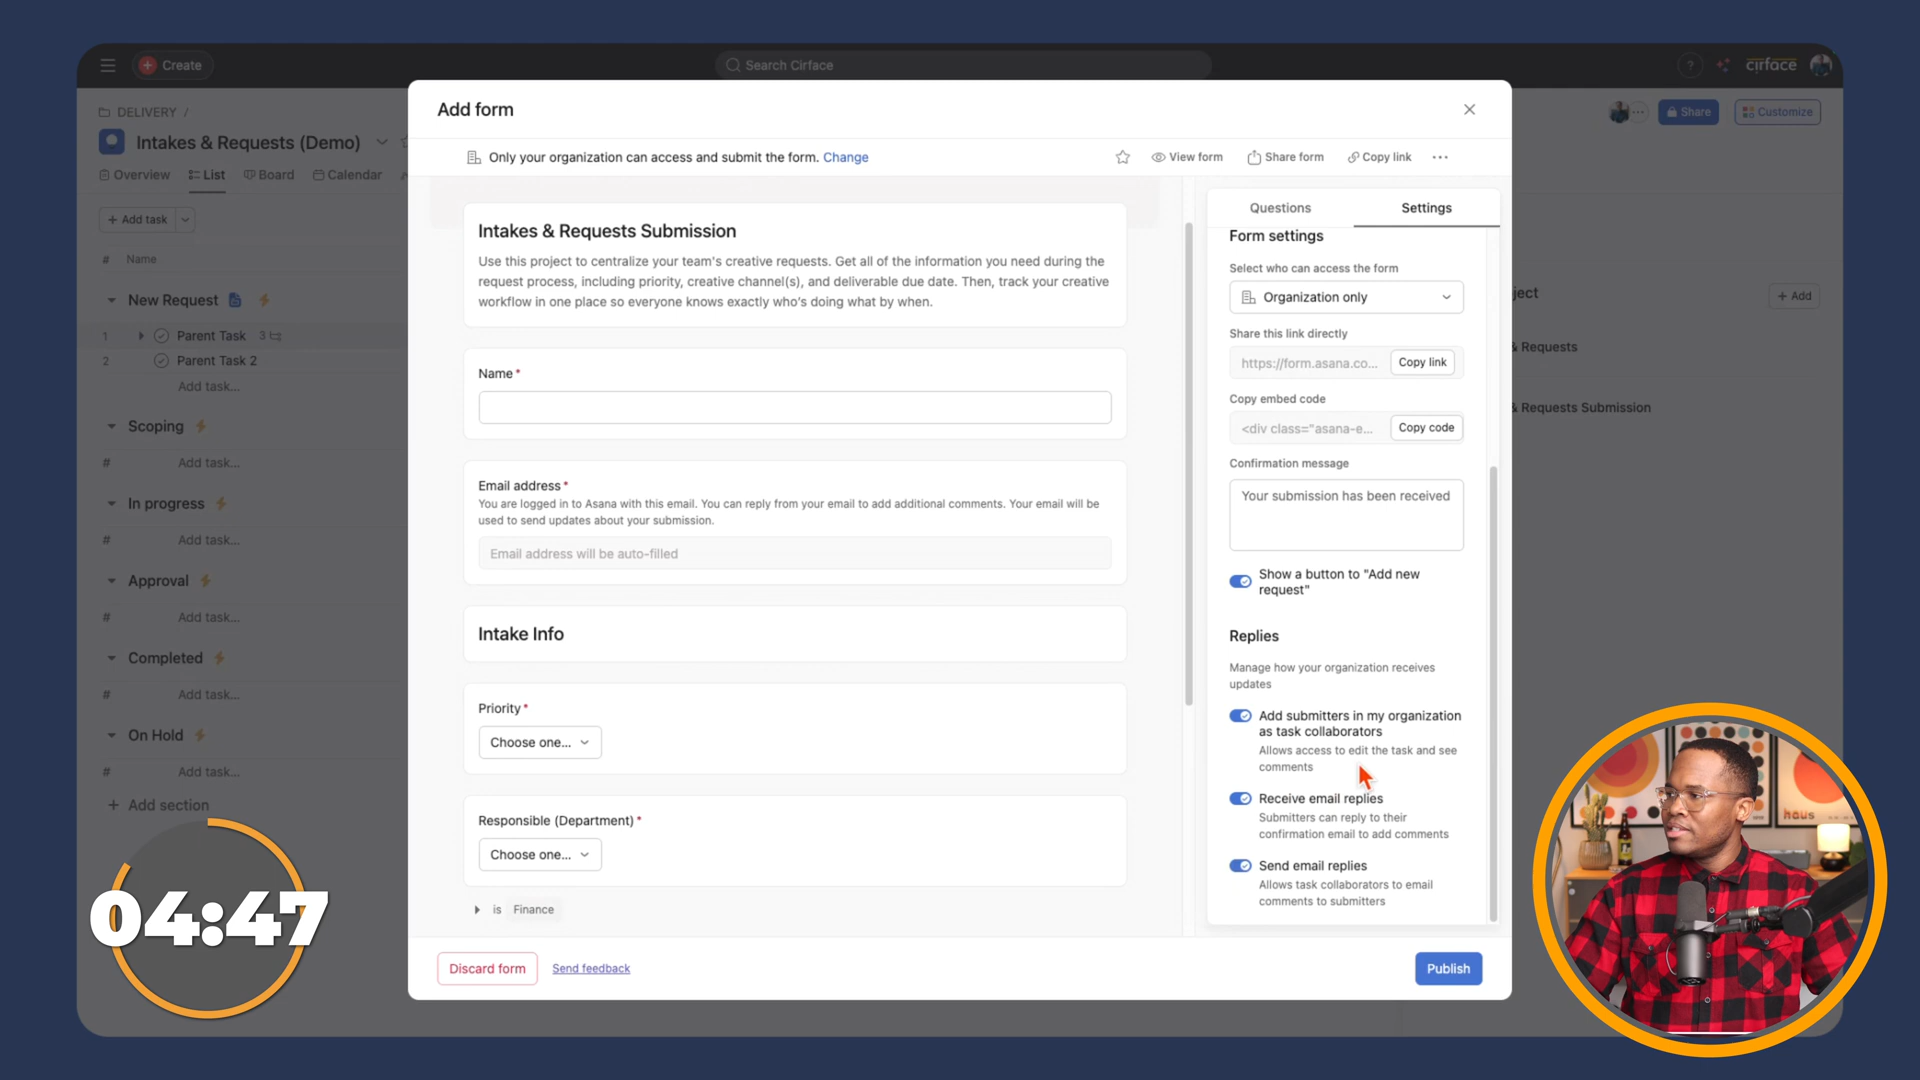 Create
Search Cirface
?
cirface
DELIVERY /
Intakes & Requests (Demo)
Share
Customize
Overview
List
Board
Calendar
+ Add task
# Name
New Request
1 Parent Task 3
2 Parent Task 2
Add task...
Scoping
# Add task...
In progress
# Add task...
Approval
# Add task...
Completed
# Add task...
On Hold
# Add task...
+ Add section
04:47
Add form
Only your organization can access and submit the form. Change
View form
Share form
Copy link
Intakes & Requests Submission
Use this project to centralize your team's creative requests. Get all of the information you need during the
request process, including priority, creative channel(s), and deliverable due date. Then, track your creative
workflow in one place so everyone knows exactly who's doing what by when.
Name *
Email address *
You are logged in to Asana with this email. You can reply from your email to add additional comments. Your email will be
used to send updates about your submission.
Email address will be auto-filled
Intake Info
Priority *
Choose one...
Responsible (Department) *
Choose one...
is Finance
Discard form
Send feedback
Publish
Questions
Settings
Form settings
Select who can access the form
Organization only
Share this link directly
https://form.asana.co...
Copy link
Copy embed code
<div class="asana-e...
Copy code
Confirmation message
Your submission has been received
Show a button to "Add new
request"
Replies
Manage how your organization receives
updates
Add submitters in my organization
as task collaborators
Allows access to edit the task and see
comments
Receive email replies
Submitters can reply to their
confirmation email to add comments
Send email replies
Allows task collaborators to email
comments to submitters
ject
+ Add
& Requests
& Requests Submission
haus